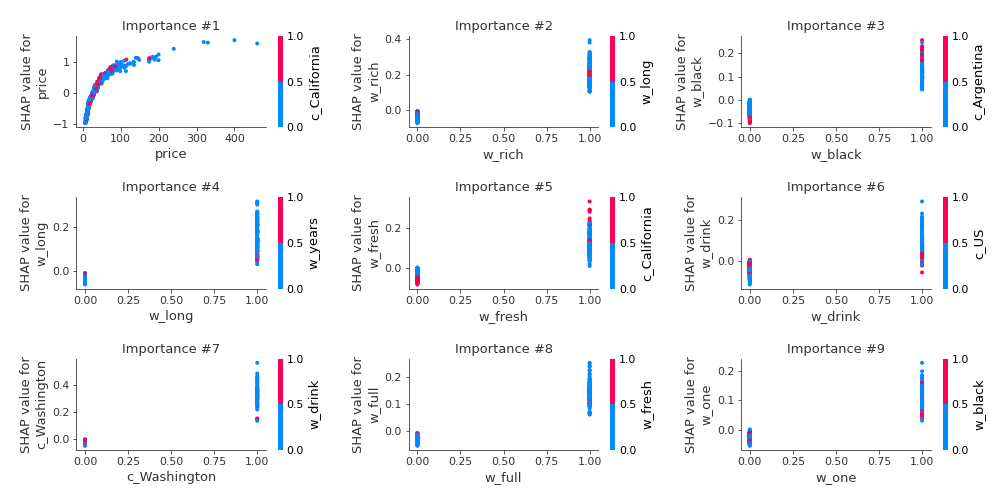 Importance #1
SHAP value for
price
1
0
−1
0
100
200
300
400
price
1.0
0.5
0.0
c_California
Importance #2
SHAP value for
w_rich
0.4
0.2
0.0
0.00
0.25
0.50
0.75
1.00
w_rich
1.0
0.5
0.0
w_long
Importance #3
SHAP value for
w_black
0.2
0.1
0.0
−0.1
0.00
0.25
0.50
0.75
1.00
w_black
1.0
0.5
0.0
c_Argentina
Importance #4
SHAP value for
w_long
0.2
0.0
0.00
0.25
0.50
0.75
1.00
w_long
1.0
0.5
0.0
w_years
Importance #5
SHAP value for
w_fresh
0.2
0.0
0.00
0.25
0.50
0.75
1.00
w_fresh
1.0
0.5
0.0
c_California
Importance #6
SHAP value for
w_drink
0.2
0.0
0.00
0.25
0.50
0.75
1.00
w_drink
1.0
0.5
0.0
c_US
Importance #7
SHAP value for
c_Washington
0.4
0.2
0.0
0.00
0.25
0.50
0.75
1.00
c_Washington
1.0
0.5
0.0
w_drink
Importance #8
SHAP value for
w_full
0.2
0.1
0.0
0.00
0.25
0.50
0.75
1.00
w_full
1.0
0.5
0.0
w_fresh
Importance #9
SHAP value for
w_one
0.2
0.1
0.0
0.00
0.25
0.50
0.75
1.00
w_one
1.0
0.5
0.0
w_black